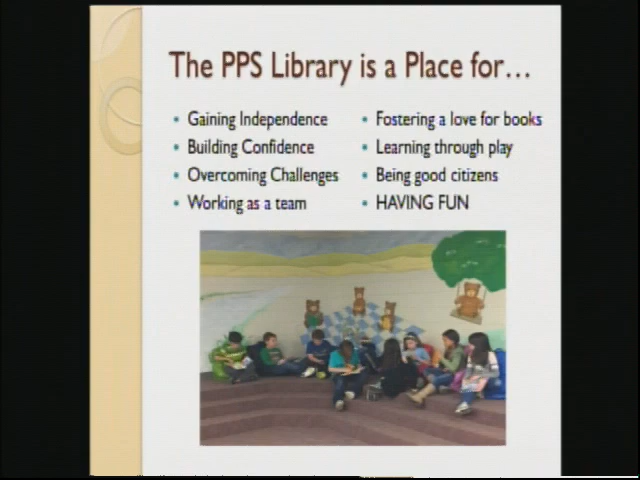 The PPS Library is a Place for...
• Gaining Independence
• Building Confidence
• Overcoming Challenges
• Working as a team
• Fostering a love for books
• Learning through play
• Being good citizens
• HAVING FUN